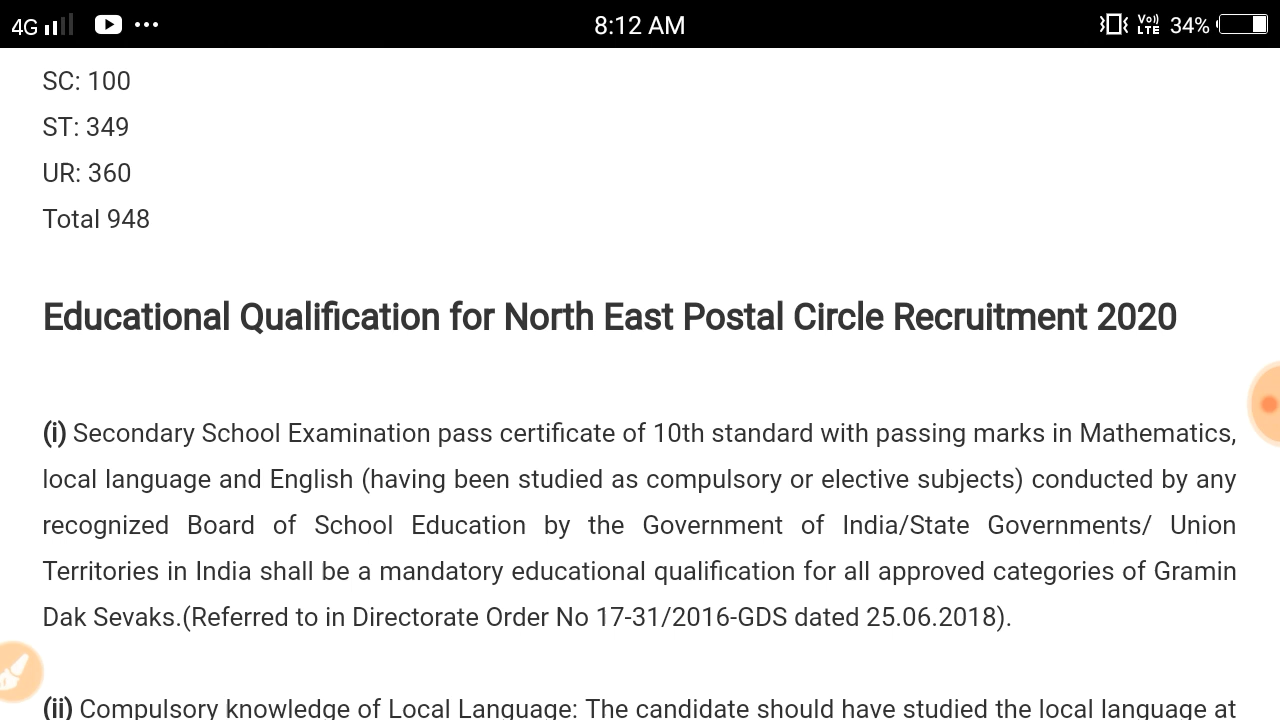 4G 8:12 AM Vo)) LTE 34%
SC: 100
ST: 349
UR: 360
Total 948
Educational Qualification for North East Postal Circle Recruitment 2020
(i) Secondary School Examination pass certificate of 10th standard with passing marks in Mathematics,
local language and English (having been studied as compulsory or elective subjects) conducted by any
recognized Board of School Education by the Government of India/State Governments/ Union
Territories in India shall be a mandatory educational qualification for all approved categories of Gramin
Dak Sevaks.(Referred to in Directorate Order No 17-31/2016-GDS dated 25.06.2018).
(ii) Compulsory knowledge of Local Language: The candidate should have studied the local language at